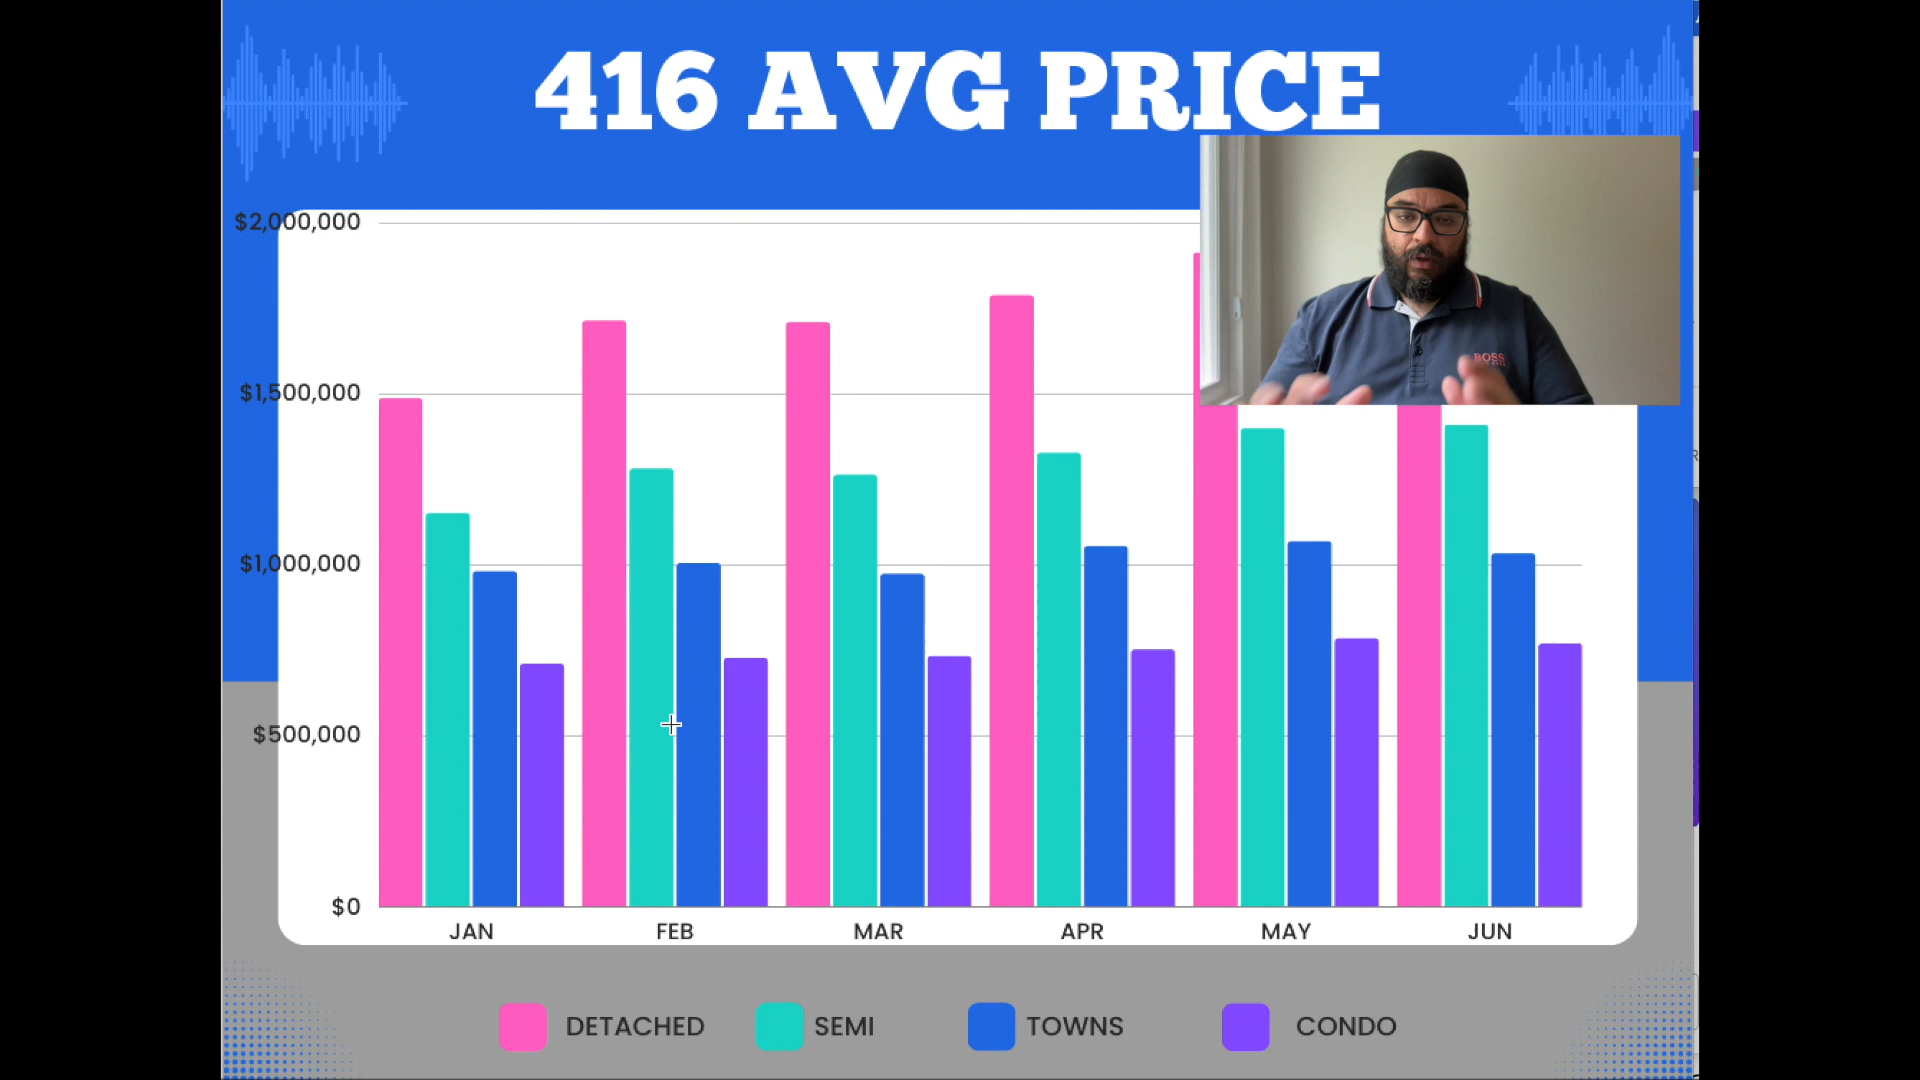 416 AVG PRICE
$2,000,000
BOSS
$1,500,000
$1,000,000
$500,000
$0
JAN FEB MAR APR MAY JUN
DETACHED SEMI TOWNS CONDO